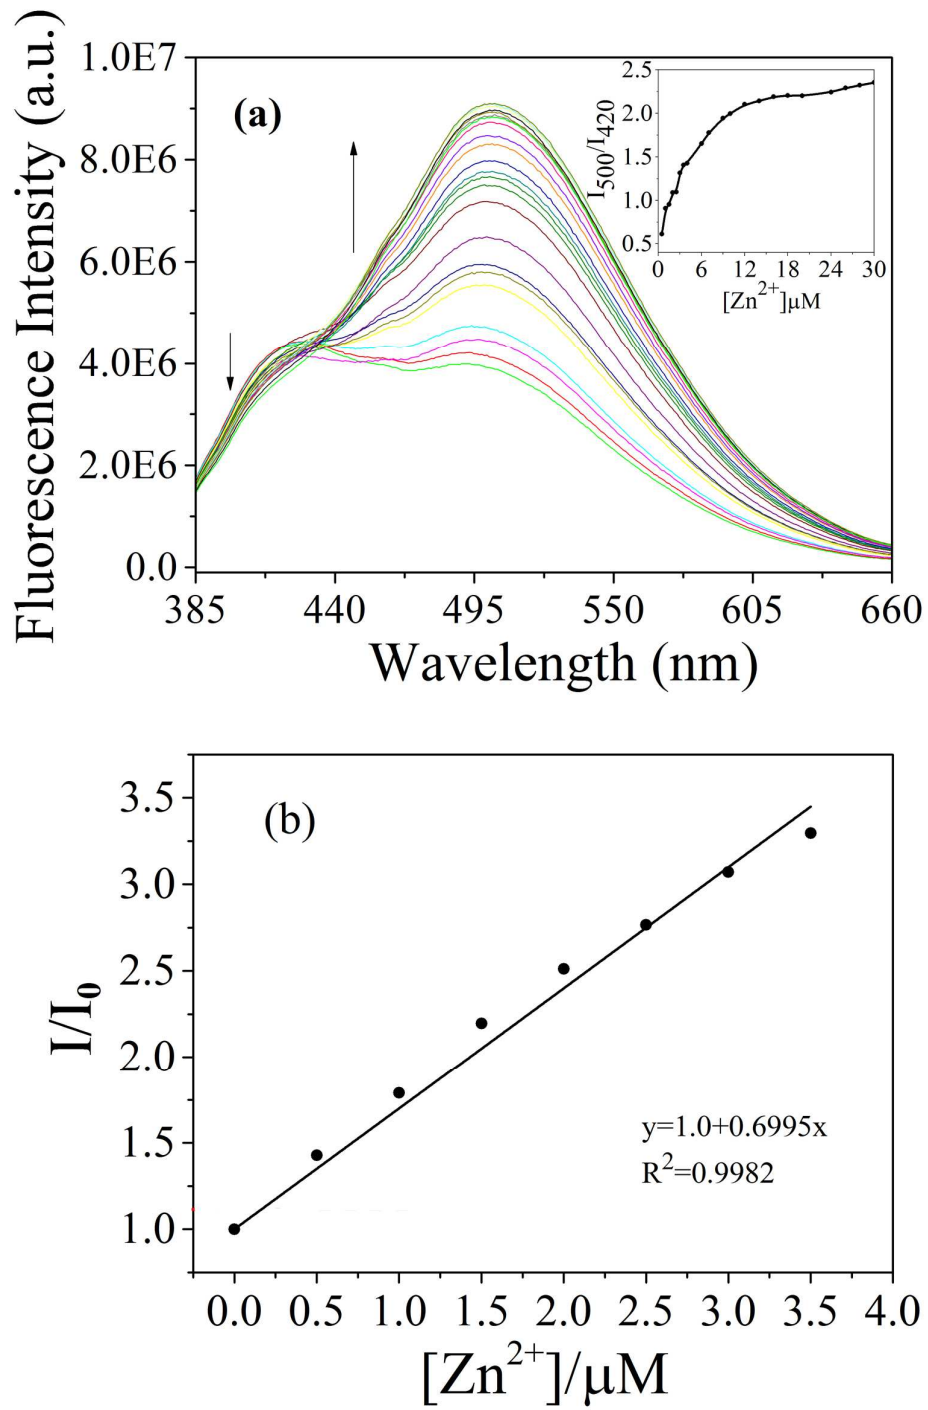 Fluorescence Intensity (a.u.)
1.0E7
8.0E6
6.0E6
4.0E6
2.0E6
0.0
(a)
I500/I420
2.5
2.0
1.5
1.0
0.5
0 6 12 18 24 30
[Zn2+]μM
385 440 495 550 605 660
Wavelength (nm)
(b)
I/I0
3.5
3.0
2.5
2.0
1.5
1.0
y=1.0+0.6995x
R2=0.9982
0.0 0.5 1.0 1.5 2.0 2.5 3.0 3.5 4.0
[Zn2+]/μM